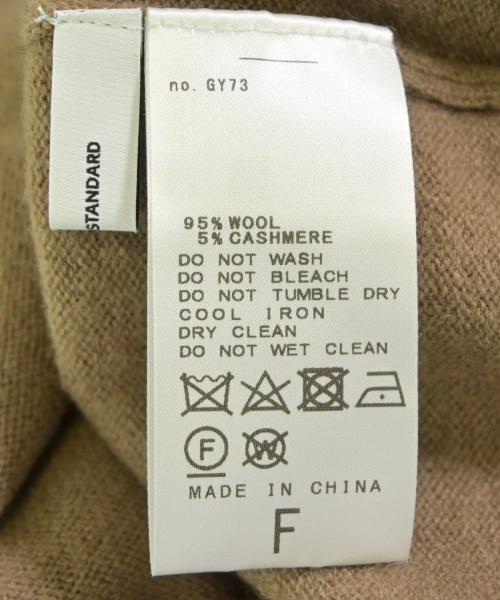 STANDARD
no. GY73
95% WOOL
5% CASHMERE
DO NOT WASH
DO NOT BLEACH
DO NOT TUMBLE DRY
COOL IRON
DRY CLEAN
DO NOT WET CLEAN
F W
MADE IN CHINA
F